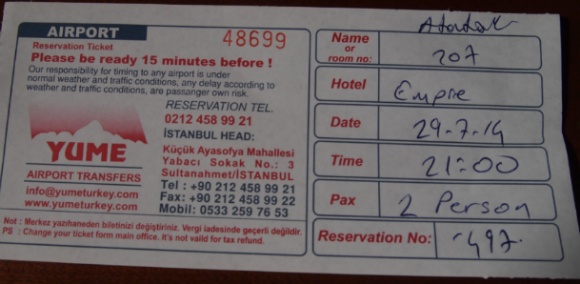 AIRPORT
Reservation Ticket
48699
Please be ready 15 minutes before !
Our responsibility for timing to any airport is under
normal weather and traffic conditions, any delay according to
weather and traffic conditions, are passenger own risk.
RESERVATION TEL.
0212 458 99 21
İSTANBUL HEAD:
Küçük Ayasofya Mahallesi
Yabacı Sokak No.: 3
Sultanahmet/İSTANBUL
Tel : +90 212 458 99 21
Fax: +90 212 458 99 22
Mobil: 0533 259 76 53
YUME
AIRPORT TRANSFERS
info@yumeturkey.com
www.yumeturkey.com
Not : Merkez yazıhaneden biletinizi değiştiriniz. Vergi iadesinde geçerli değildir.
PS : Change your ticket form main office. It's not vaild for tax refund.
Name or room no: 207
Hotel Empire
Date 29-7-14
Time 21:00
Pax 2 Person
Reservation No: 497